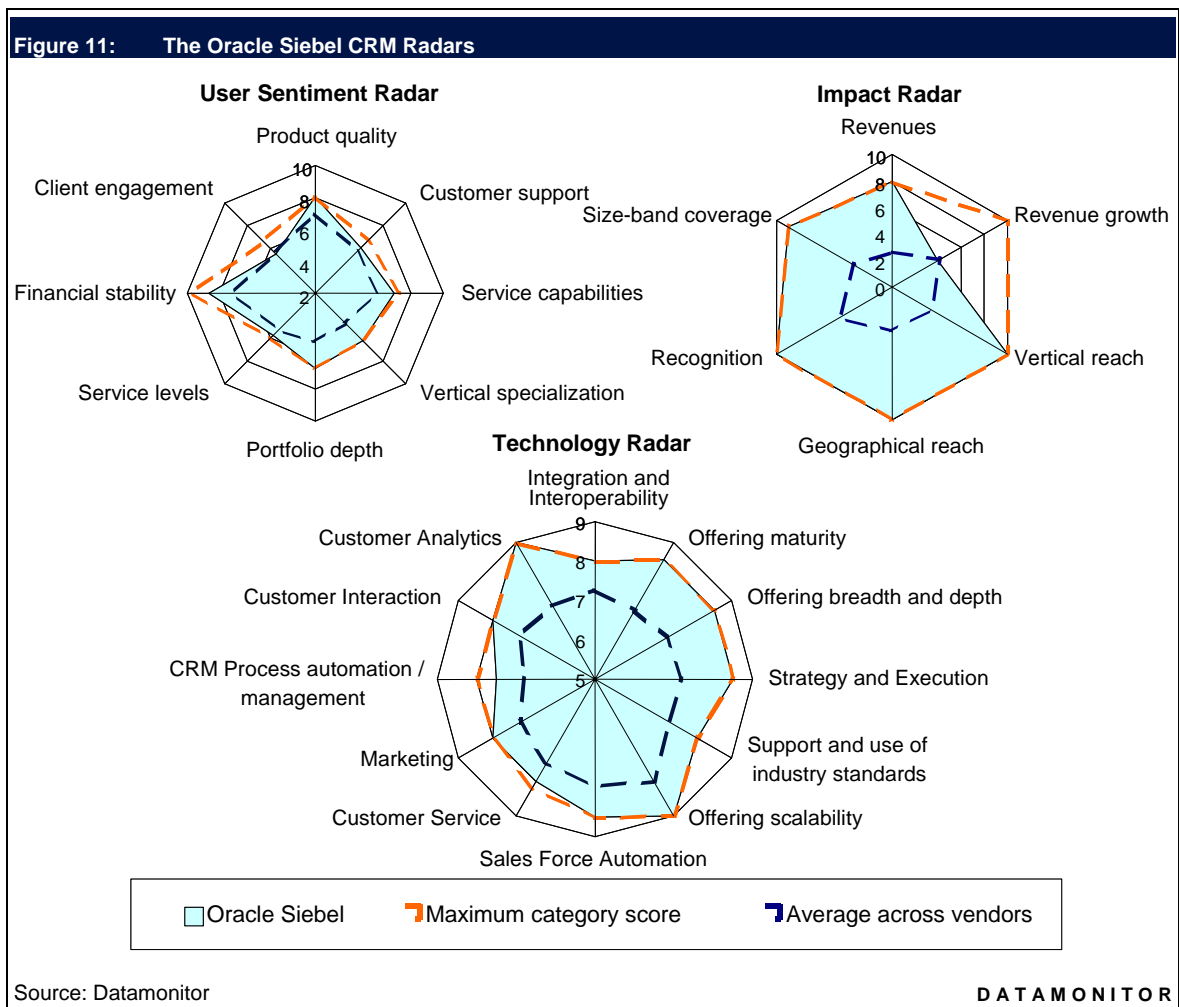 Figure 11: The Oracle Siebel CRM Radars
User Sentiment Radar
Product quality
Client engagement
Customer support
Financial stability
Service capabilities
Service levels
Vertical specialization
Portfolio depth
10
8
6
4
2
Impact Radar
Revenues
Size-band coverage
Revenue growth
Recognition
Vertical reach
Geographical reach
10
8
6
4
2
0
Technology Radar
Integration and
Interoperability
Customer Analytics
Offering maturity
Customer Interaction
Offering breadth and depth
CRM Process automation /
management
Strategy and Execution
Marketing
Support and use of
industry standards
Customer Service
Offering scalability
Sales Force Automation
9
8
7
6
5
Oracle Siebel
Maximum category score
Average across vendors
Source: Datamonitor
DATAMONITOR